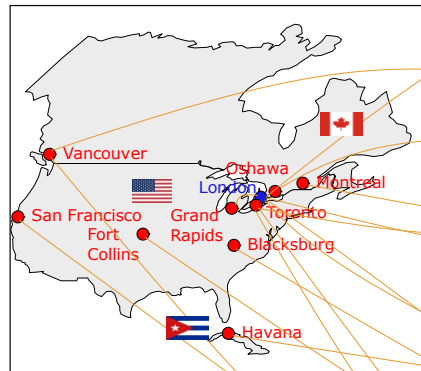 Vancouver
Oshawa
London
Montreal
San Francisco
Grand
Rapids
Toronto
Fort
Collins
Blacksburg
Havana